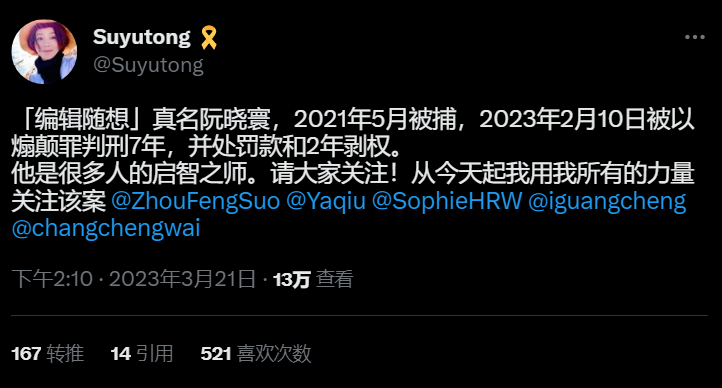 Suyutong 🎗
@Suyutong
「编辑随想」真名阮晓寰，2021年5月被捕，2023年2月10日被以
煽颠罪判刑7年，并处罚款和2年剥权。
他是很多人的启智之师。请大家关注！从今天起我用我所有的力量
关注该案 @ZhouFengSuo @Yaqiu @SophieHRW @iguangcheng
@changchengwai
下午2:10 · 2023年3月21日 · 13万 查看
167 转推 14 引用 521 喜欢次数